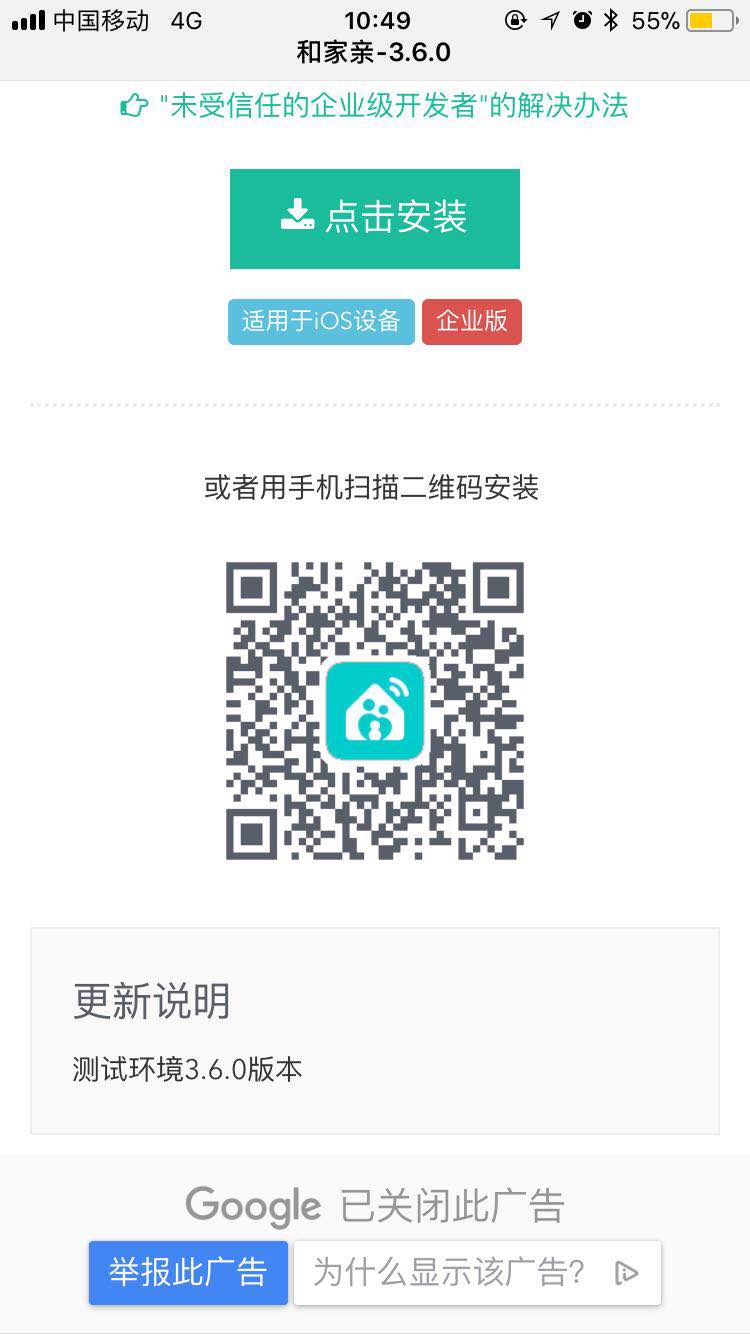 中国移动 4G 10:49 55%
和家亲-3.6.0
"未受信任的企业级开发者"的解决办法
点击安装
适用于iOS设备 企业版
或者用手机扫描二维码安装
更新说明
测试环境3.6.0版本
Google 已关闭此广告
举报此广告 为什么显示该广告?